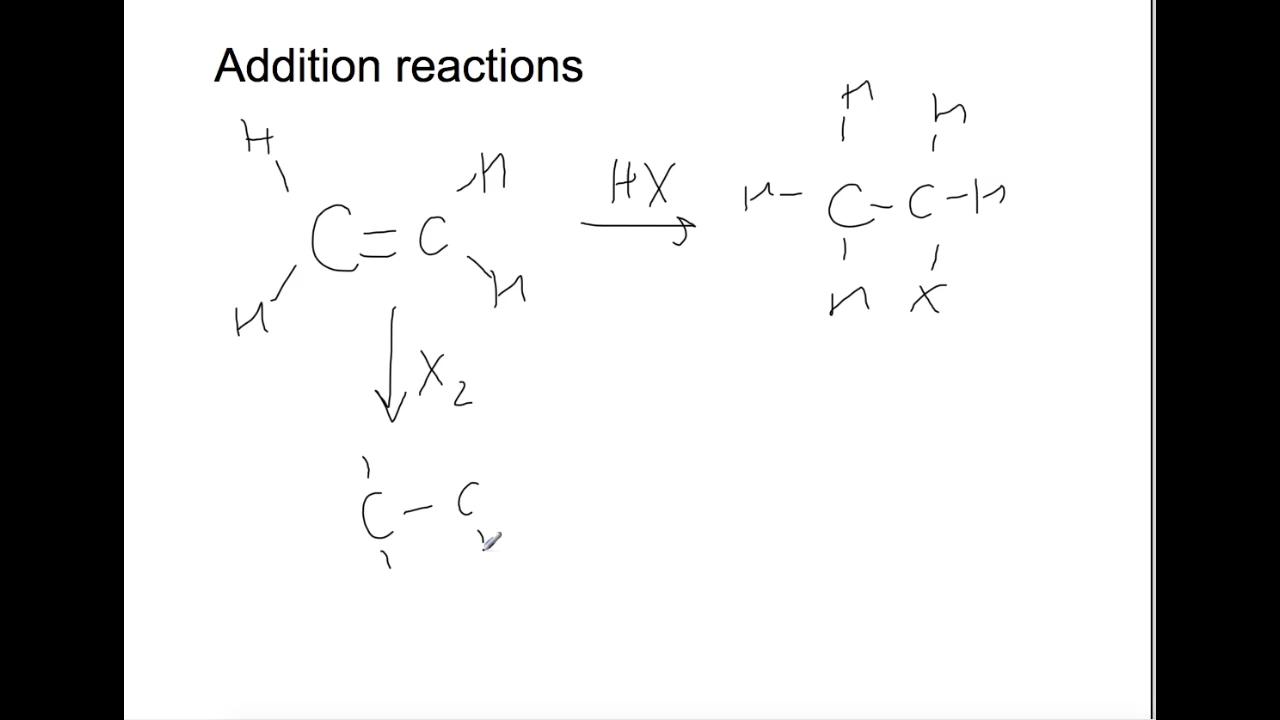 Addition reactions
H H
C=C
H H
HX
H H
H-C-C-H
H X
X2
C-C